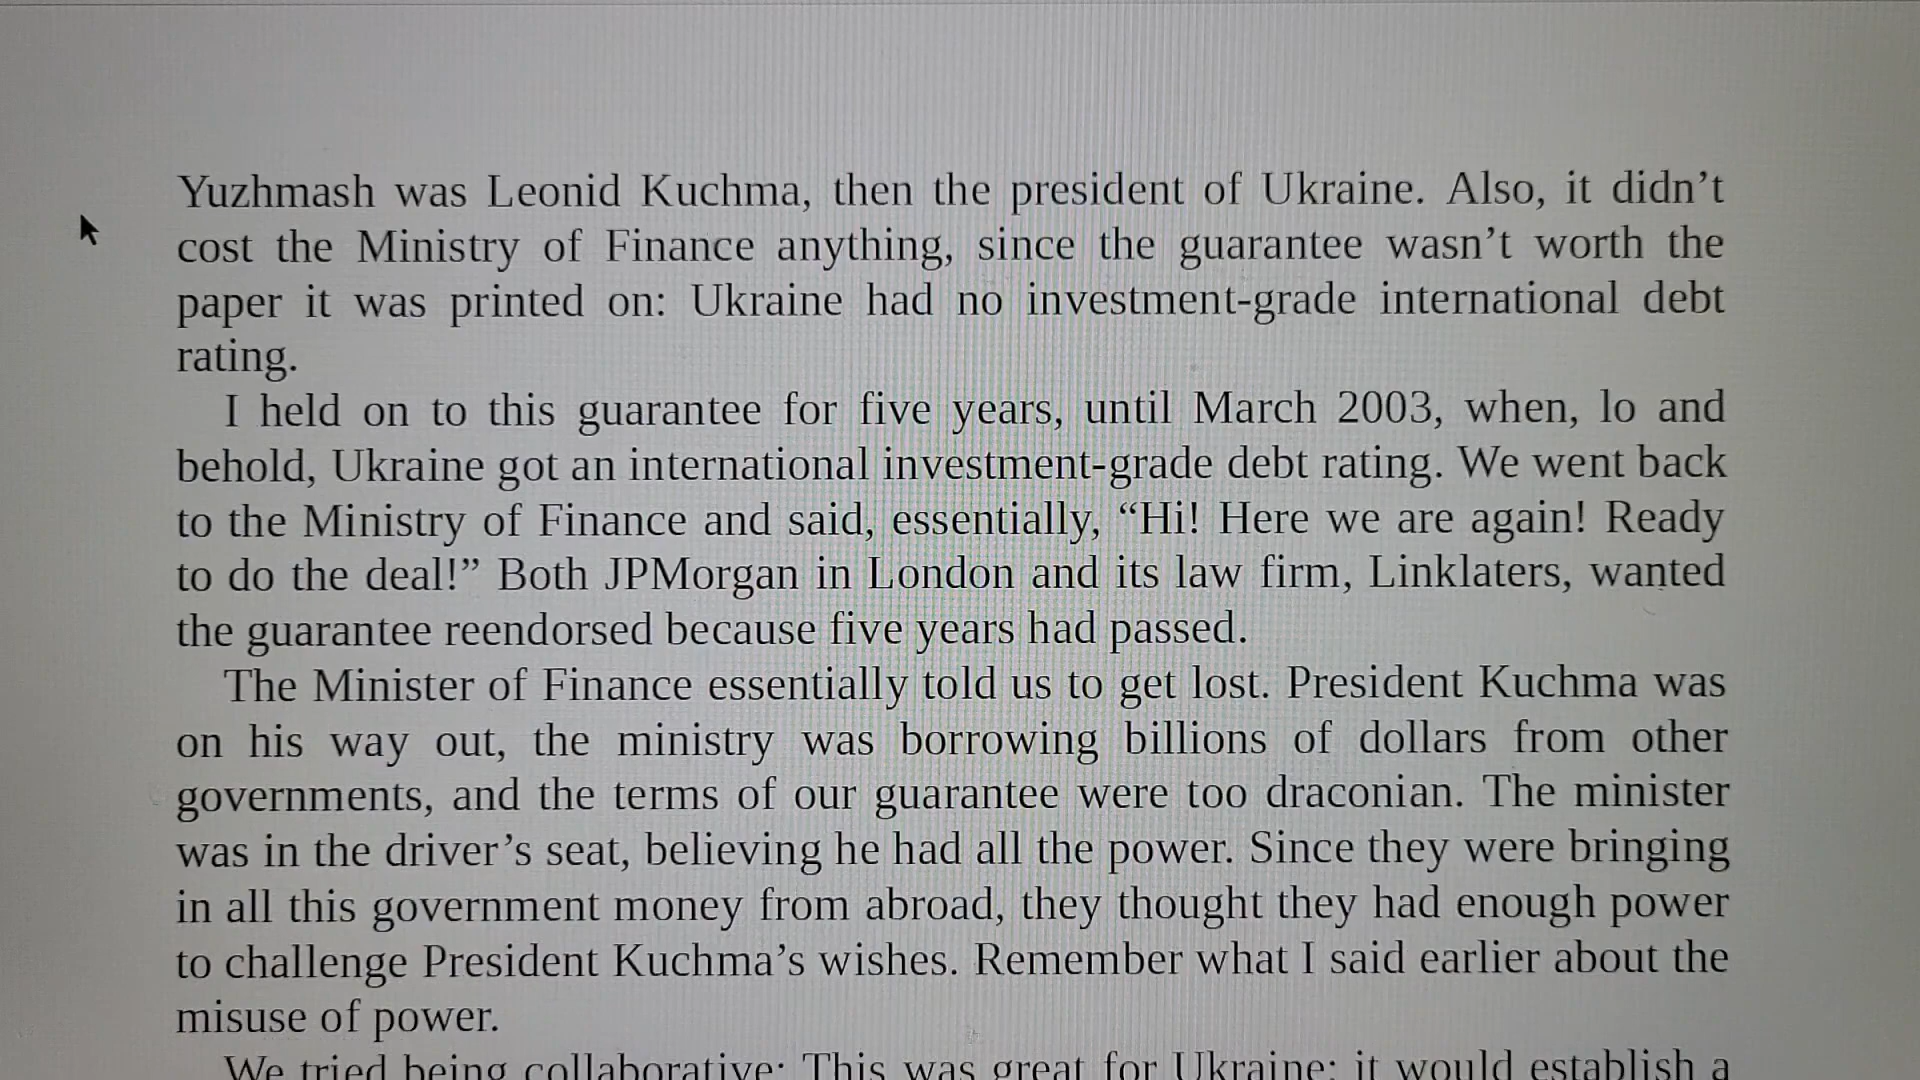 Yuzhmash was Leonid Kuchma, then the president of Ukraine. Also, it didn’t
cost the Ministry of Finance anything, since the guarantee wasn’t worth the
paper it was printed on: Ukraine had no investment-grade international debt
rating.
I held on to this guarantee for five years, until March 2003, when, lo and
behold, Ukraine got an international investment-grade debt rating. We went back
to the Ministry of Finance and said, essentially, “Hi! Here we are again! Ready
to do the deal!” Both JPMorgan in London and its law firm, Linklaters, wanted
the guarantee reendorsed because five years had passed.
The Minister of Finance essentially told us to get lost. President Kuchma was
on his way out, the ministry was borrowing billions of dollars from other
governments, and the terms of our guarantee were too draconian. The minister
was in the driver’s seat, believing he had all the power. Since they were bringing
in all this government money from abroad, they thought they had enough power
to challenge President Kuchma’s wishes. Remember what I said earlier about the
misuse of power.
We tried being collaborative: This was great for Ukraine; it would establish a